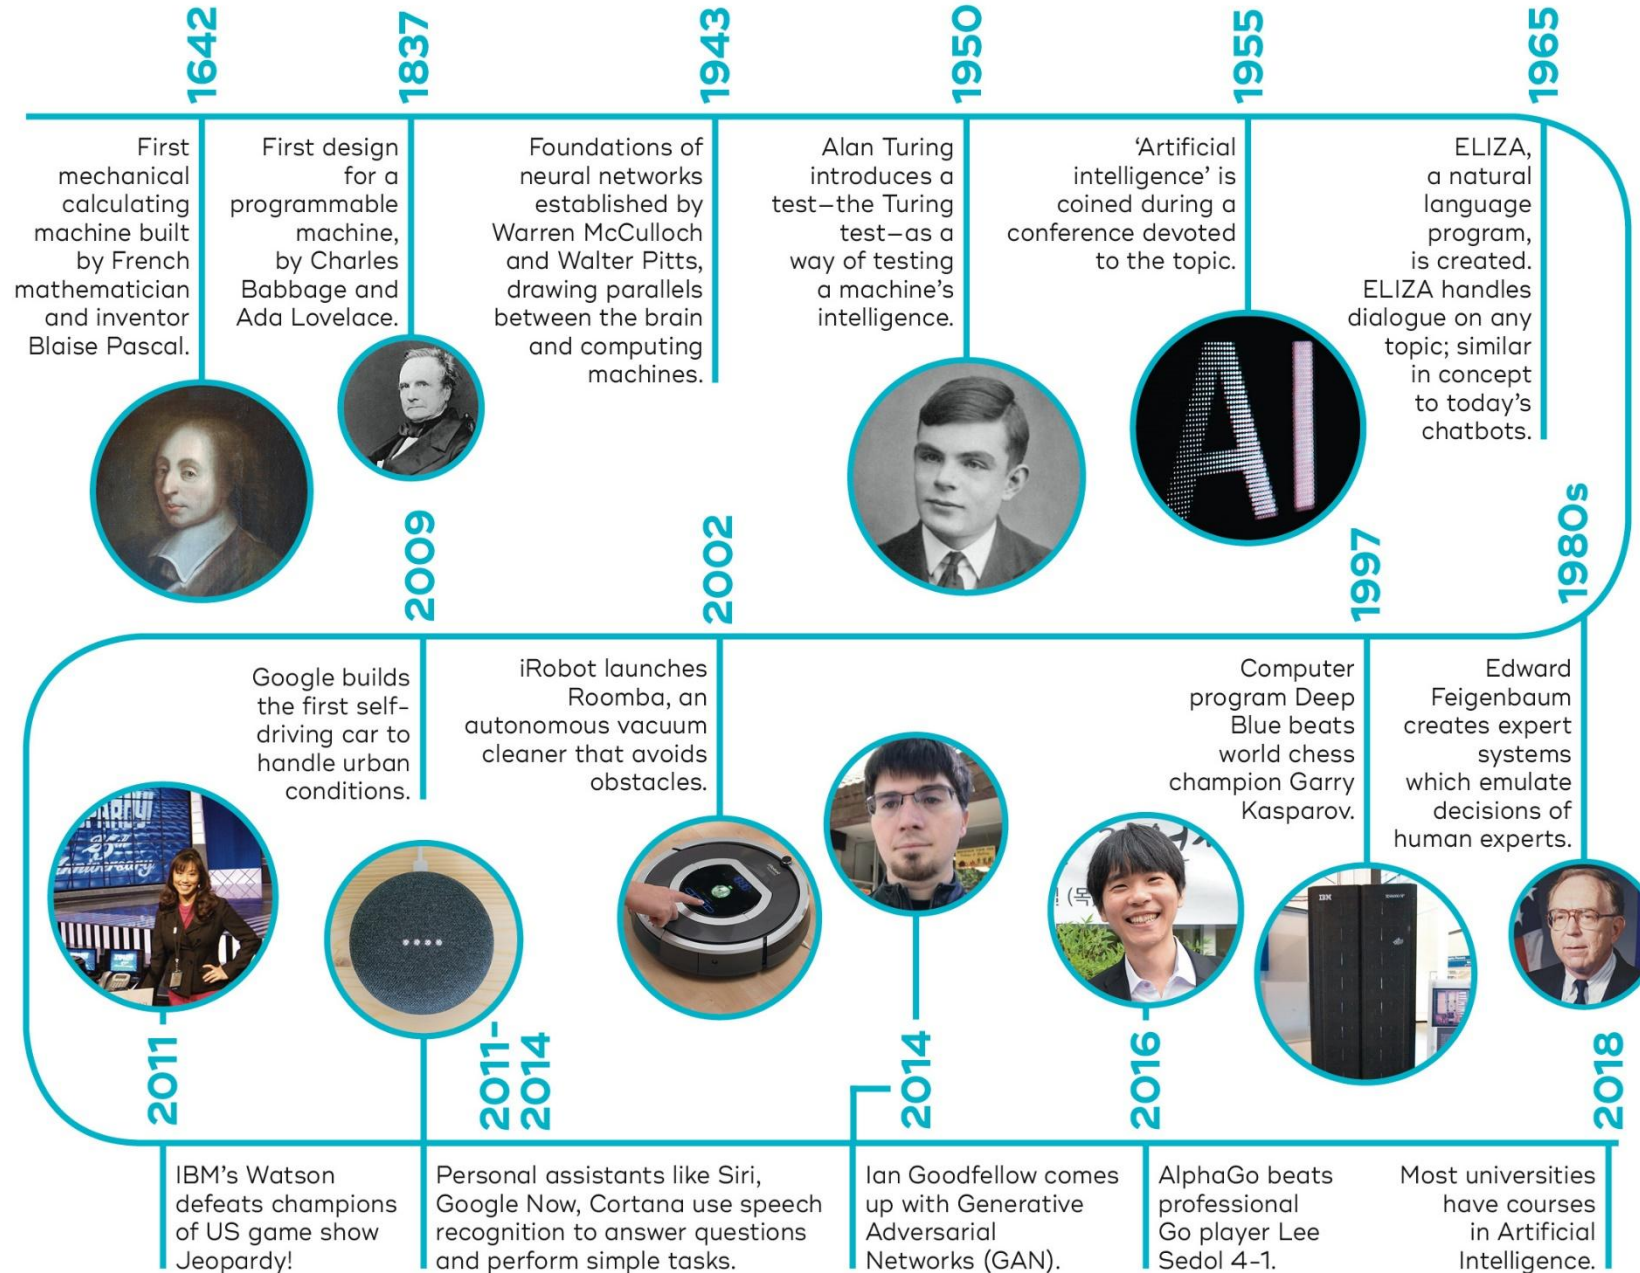 1642
First
mechanical
calculating
machine built
by French
mathematician
and inventor
Blaise Pascal.
1837
First design
for a
programmable
machine,
by Charles
Babbage and
Ada Lovelace.
1943
Foundations of
neural networks
established by
Warren McCulloch
and Walter Pitts,
drawing parallels
between the brain
and computing
machines.
1950
Alan Turing
introduces a
test—the Turing
test—as a
way of testing
a machine's
intelligence.
1955
'Artificial
intelligence' is
coined during a
conference devoted
to the topic.
AI
1965
ELIZA,
a natural
language
program,
is created.
ELIZA handles
dialogue on any
topic; similar
in concept
to today's
chatbots.
1980s
Edward
Feigenbaum
creates expert
systems
which emulate
decisions of
human experts.
1997
Computer
program Deep
Blue beats
world chess
champion Garry
Kasparov.
IBM
2002
iRobot launches
Roomba, an
autonomous vacuum
cleaner that avoids
obstacles.
2009
Google builds
the first self-
driving car to
handle urban
conditions.
2011
IBM's Watson
defeats champions
of US game show
Jeopardy!
2011-
2014
Personal assistants like Siri,
Google Now, Cortana use speech
recognition to answer questions
and perform simple tasks.
2014
Ian Goodfellow comes
up with Generative
Adversarial
Networks (GAN).
2016
AlphaGo beats
professional
Go player Lee
Sedol 4-1.
2018
Most universities
have courses
in Artificial
Intelligence.